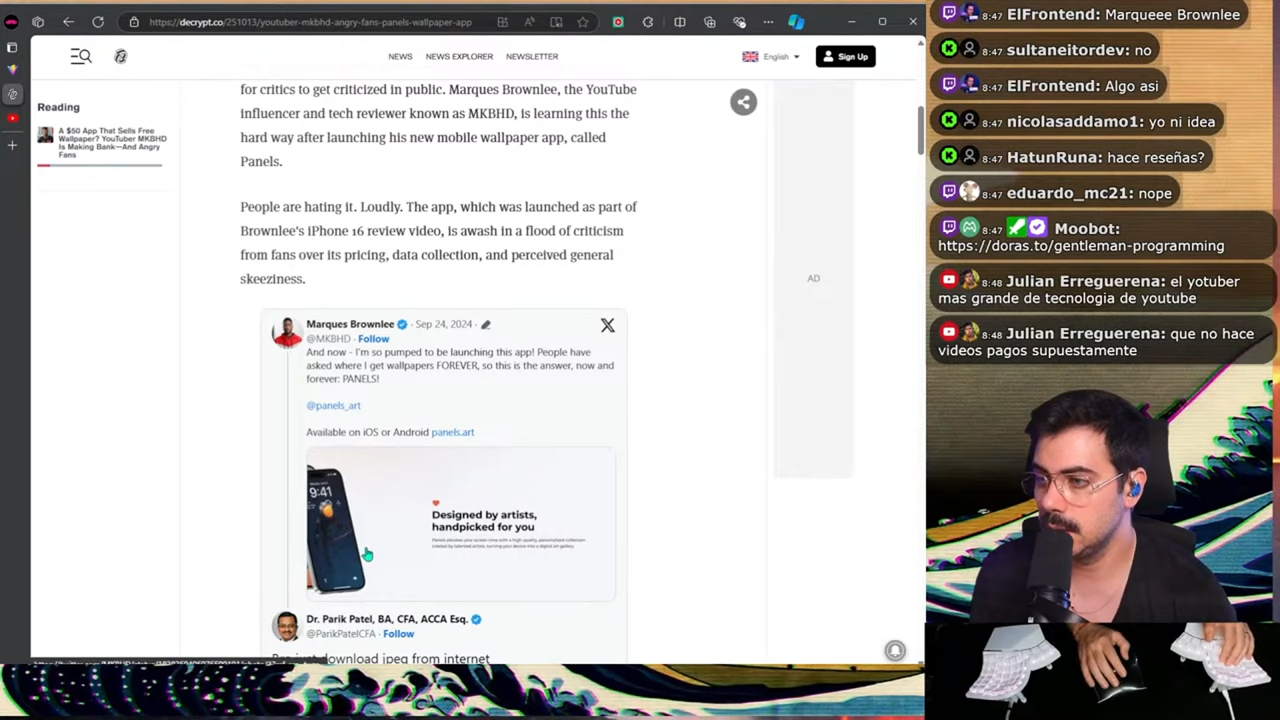 https://decrypt.co/251013/youtuber-mkbhd-angry-fans-panels-wallpaper-app
NEWS
NEWS EXPLORER
NEWSLETTER
English
Sign Up
Reading
A $50 App That Sells Free
Wallpaper? YouTuber MKBHD
Is Making Bank—And Angry
Fans
for critics to get criticized in public. Marques Brownlee, the YouTube
influencer and tech reviewer known as MKBHD, is learning this the
hard way after launching his new mobile wallpaper app, called
Panels.
People are hating it. Loudly. The app, which was launched as part of
Brownlee's iPhone 16 review video, is awash in a flood of criticism
from fans over its pricing, data collection, and perceived general
skeeziness.
Marques Brownlee · Sep 24, 2024 ·
@MKBHD · Follow
And now - I'm so pumped to be launching this app! People have
asked where I get wallpapers FOREVER, so this is the answer, now and
forever: PANELS!
@panels_art
Available on iOS or Android panels.art
9:41
Designed by artists,
handpicked for you
Dr. Parik Patel, BA, CFA, ACCA Esq.
@ParikPatelCFA · Follow
just download jpeg from internet
AD
8:47 ElFrontend: Marqueee Brownlee
8:47 sultaneitordev: no
8:47 ElFrontend: Algo asi
8:47 nicolasaddamo1: yo ni idea
8:47 HatunRuna: hace reseñas?
8:47 eduardo_mc21: nope
8:47 Moobot:
https://doras.to/gentleman-programming
8:48 Julian Erreguerena: el yotuber
mas grande de tecnologia de youtube
8:48 Julian Erreguerena: que no hace
videos pagos supuestamente